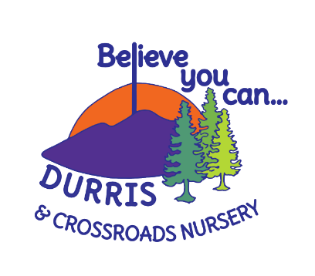 Believe
you
can...
DURRIS
& CROSSROADS NURSERY